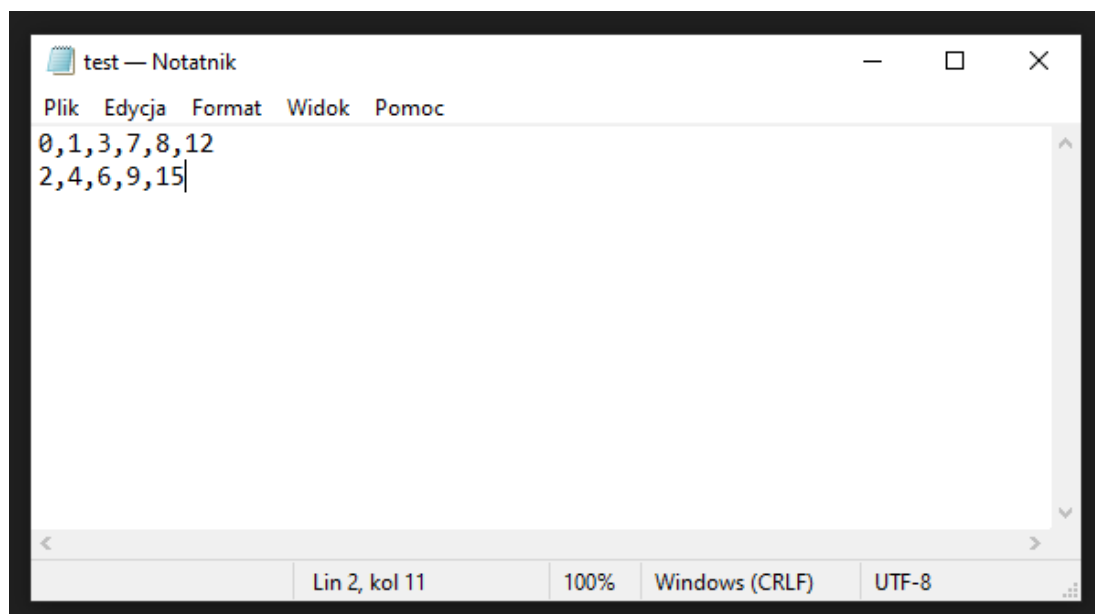 test — Notatnik
Plik Edycja Format Widok Pomoc
0,1,3,7,8,12
2,4,6,9,15
Lin 2, kol 11 100% Windows (CRLF) UTF-8